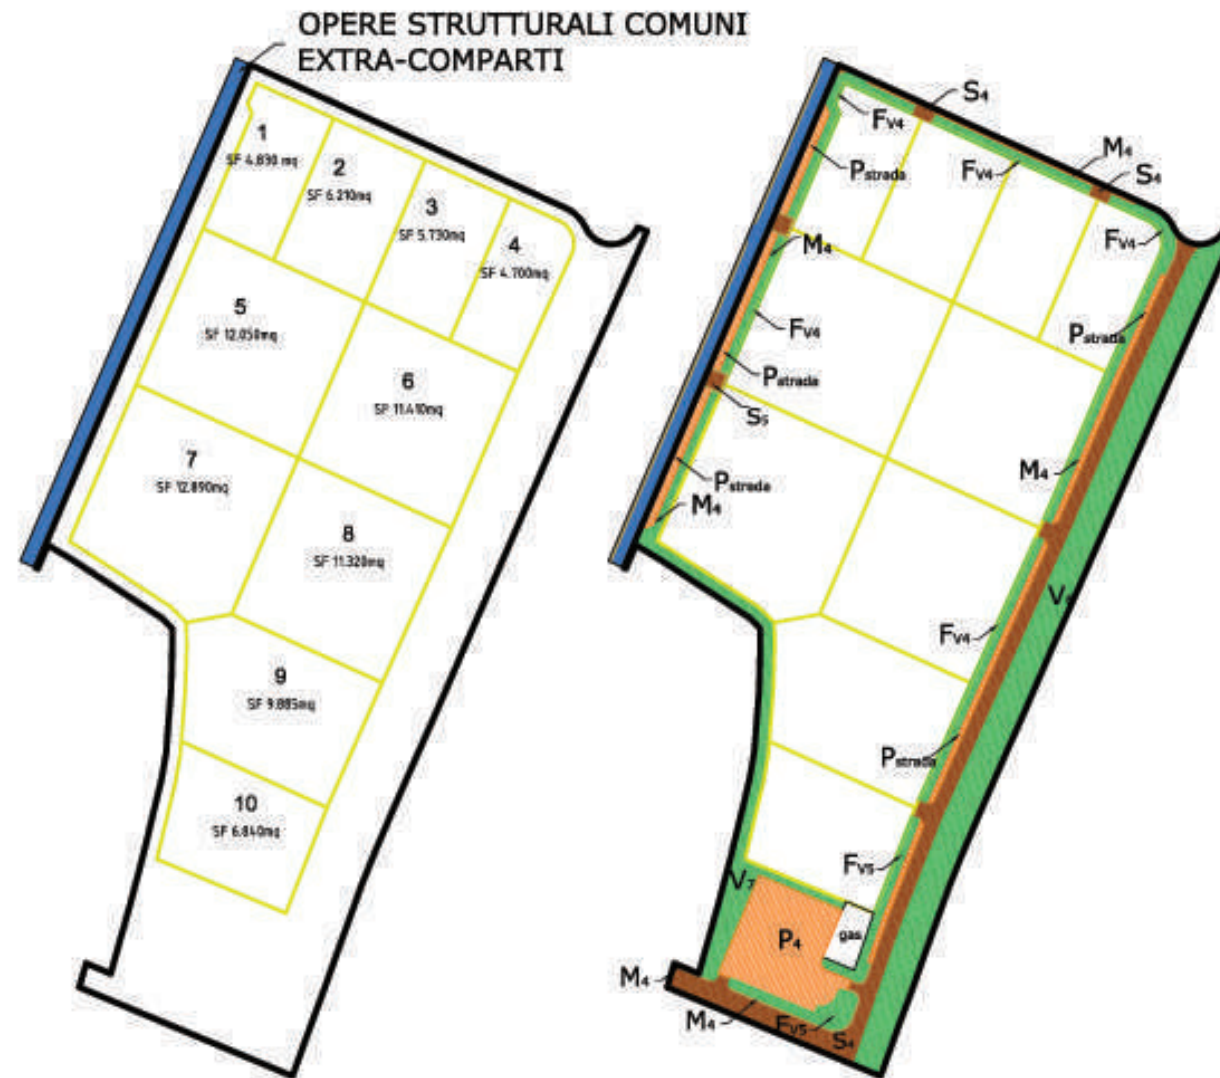 OPERE STRUTTURALI COMUNI
EXTRA-COMPARTI
1
SF 4.830 mq
2
SF 6.210mq
3
SF 5.730mq
4
SF 4.700mq
5
SF 12.050mq
6
SF 11.410mq
7
SF 12.890mq
8
SF 11.320mq
9
SF 9.885mq
10
SF 6.840mq
S4
FV4
M4
Pstrada
FV4
S4
M4
FV4
FV4
Pstrada
Pstrada
S5
M4
Pstrada
M4
FV4
Pstrada
FV5
V7
P4
gas
M4
M4
FV5
S4